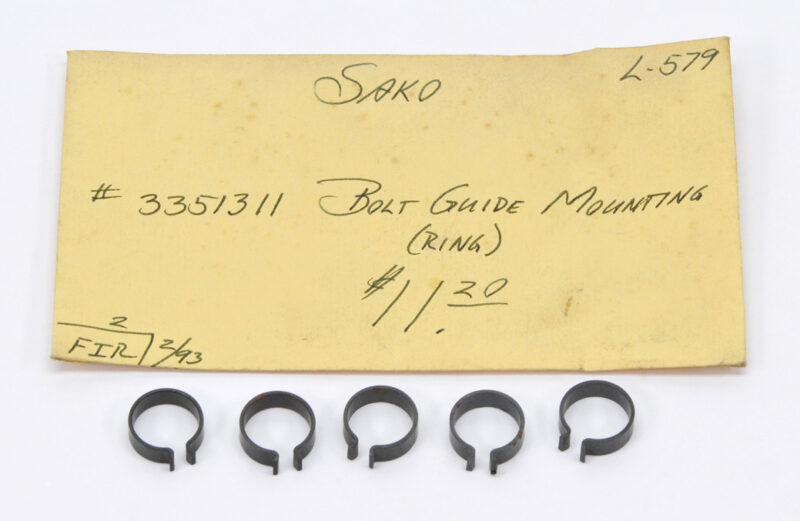 SAKO
L-579
# 3351311 BOLT GUIDE MOUNTING
(RING)
$11.20
2
FIR 2/93